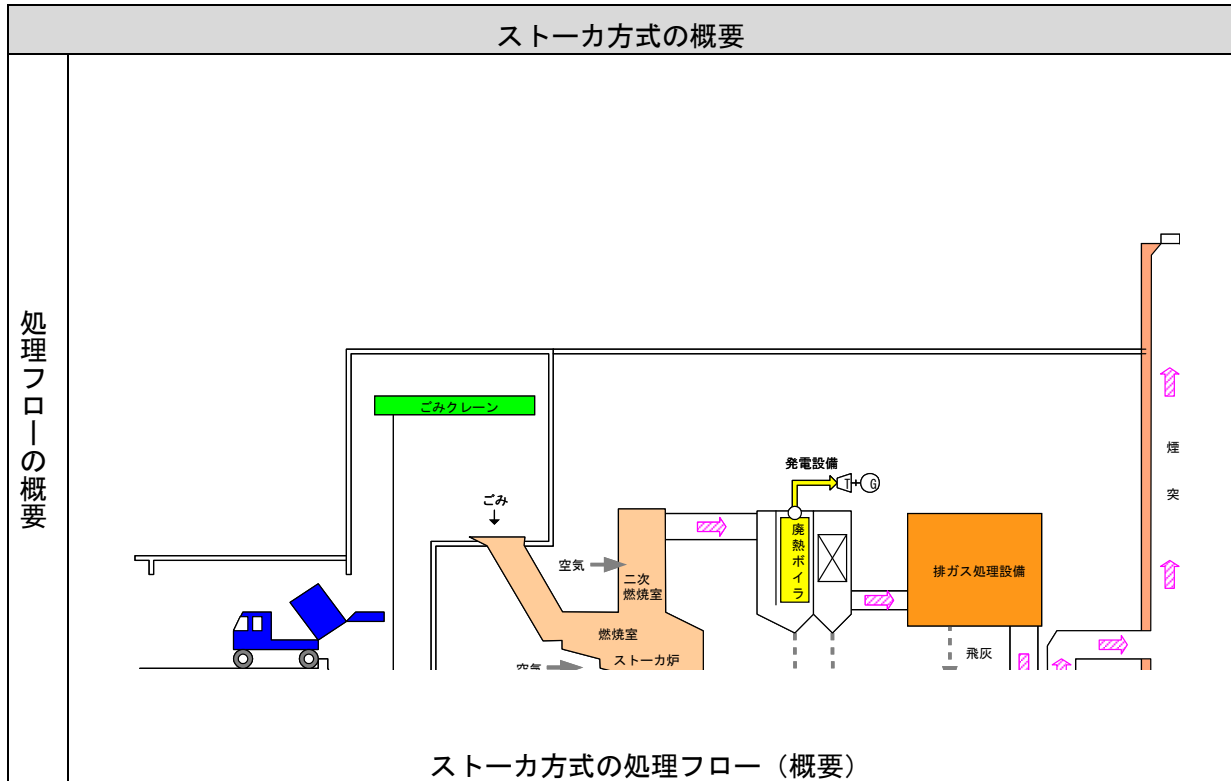 ストーカ方式の概要
処理フローの概要
ごみクレーン
発電設備
T
G
煙突
ごみ
廃熱ボイラ
空気
二次
燃焼室
排ガス処理設備
燃焼室
ストーカ炉
空気
飛灰
ストーカ方式の処理フロー（概要）